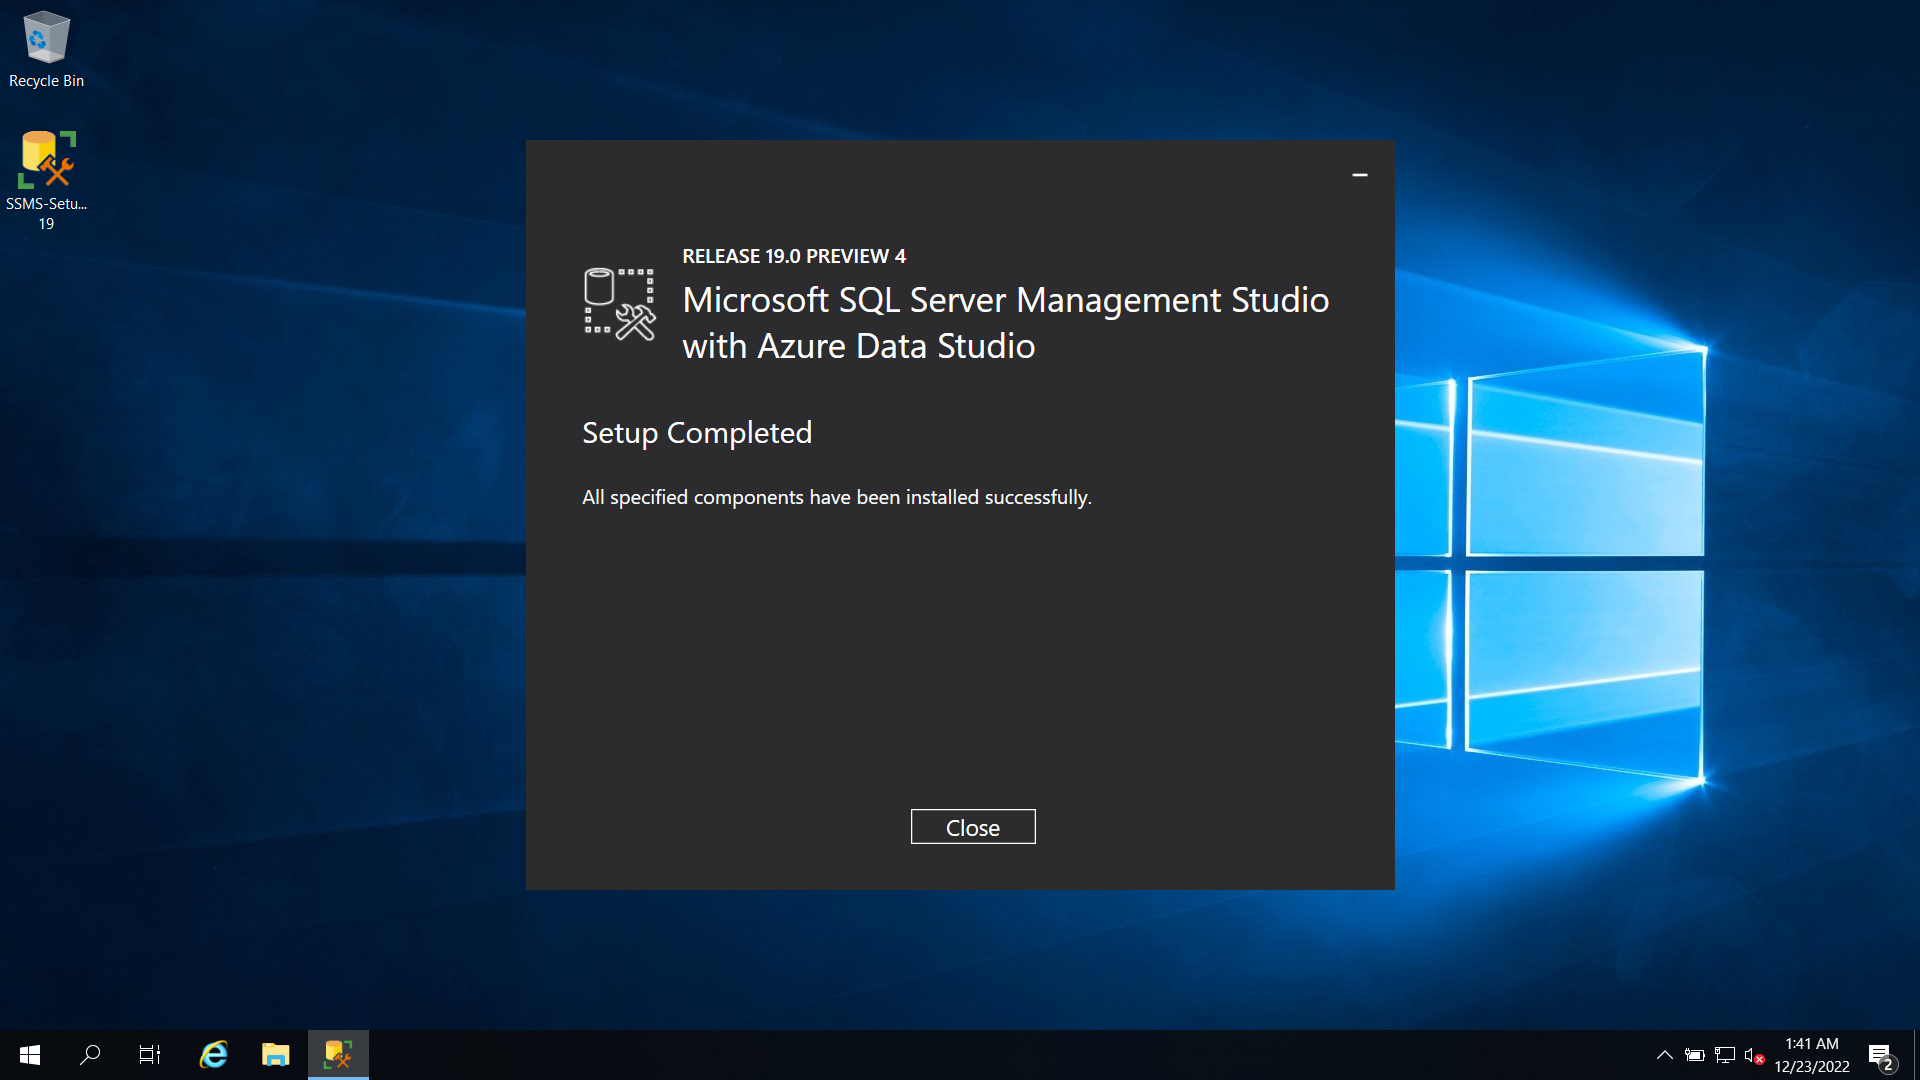 Recycle Bin
SSMS-Setu...
19
RELEASE 19.0 PREVIEW 4
Microsoft SQL Server Management Studio
with Azure Data Studio
Setup Completed
All specified components have been installed successfully.
Close
1:41 AM
12/23/2022
2